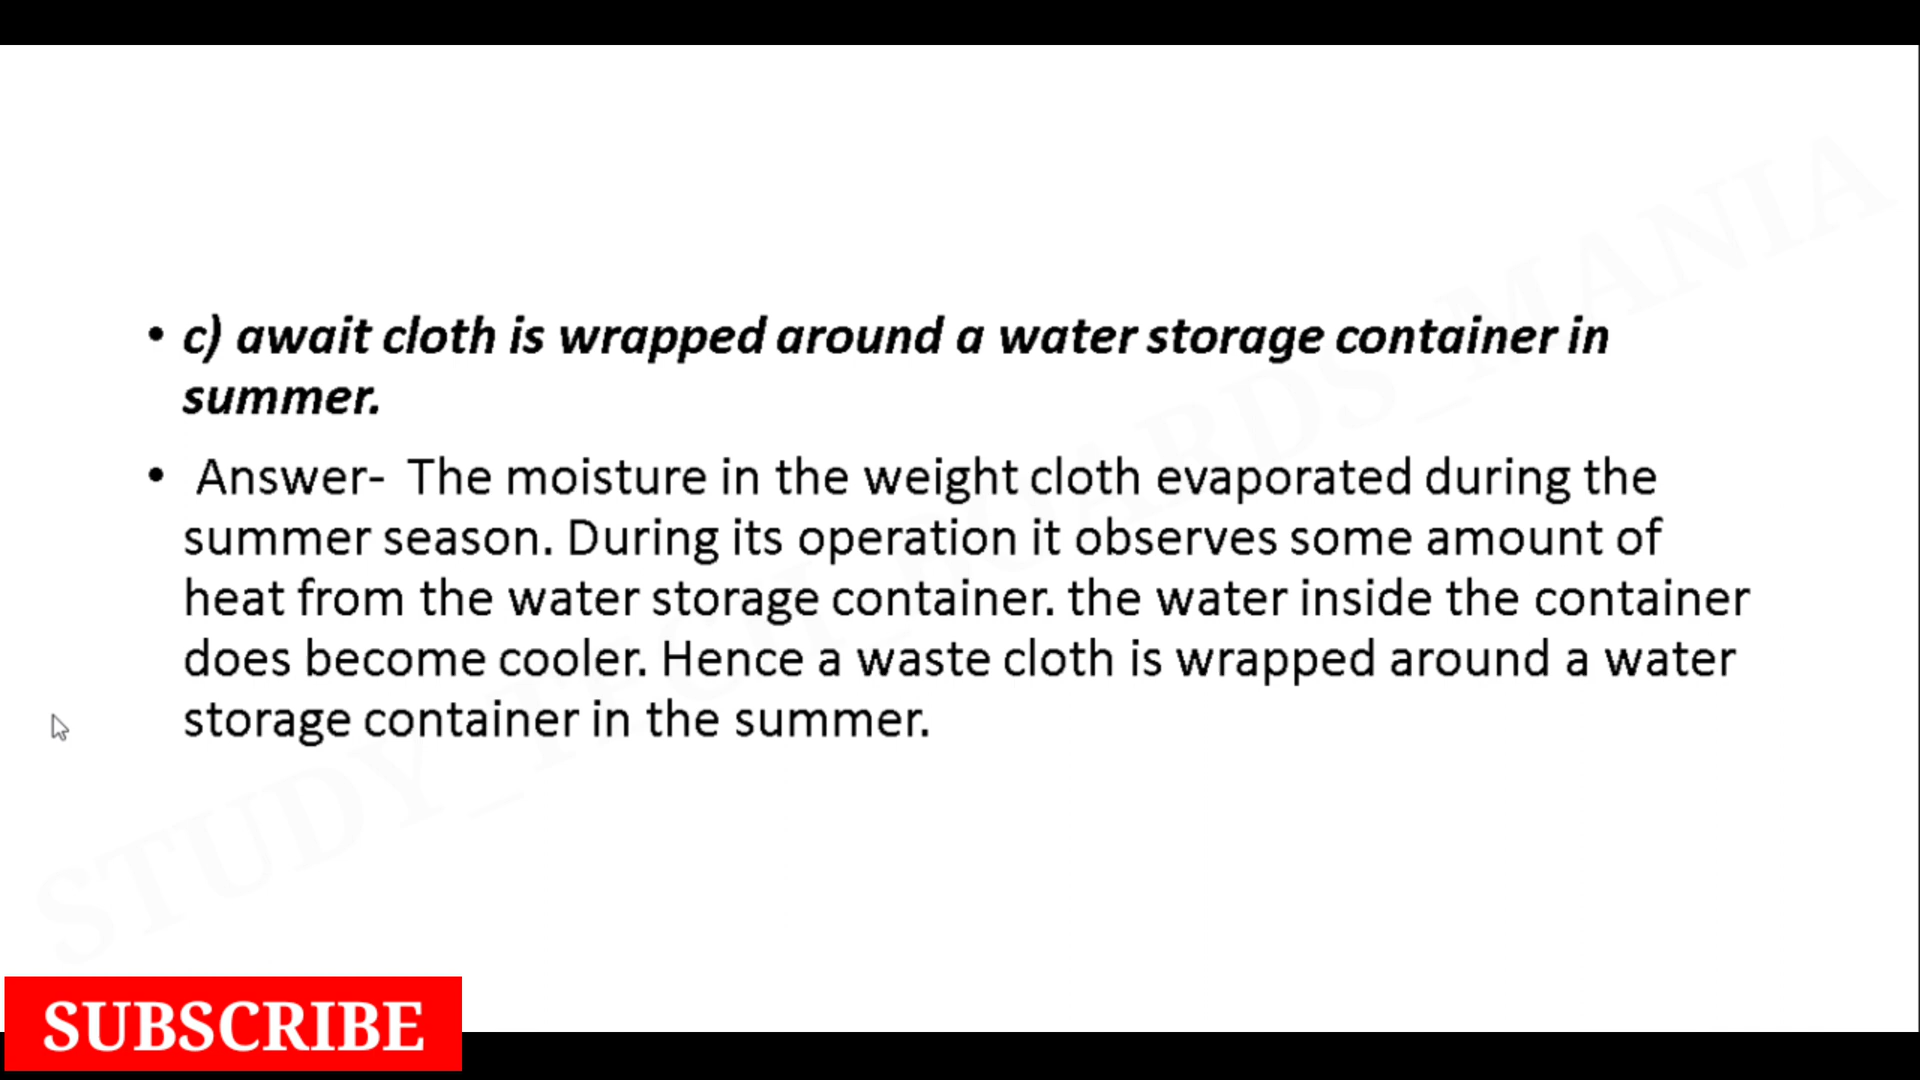 • c) await cloth is wrapped around a water storage container in
summer.
• Answer- The moisture in the weight cloth evaporated during the
summer season. During its operation it observes some amount of
heat from the water storage container. the water inside the container
does become cooler. Hence a waste cloth is wrapped around a water
storage container in the summer.
STUDY_TECH_BOARDS_MANIA
SUBSCRIBE